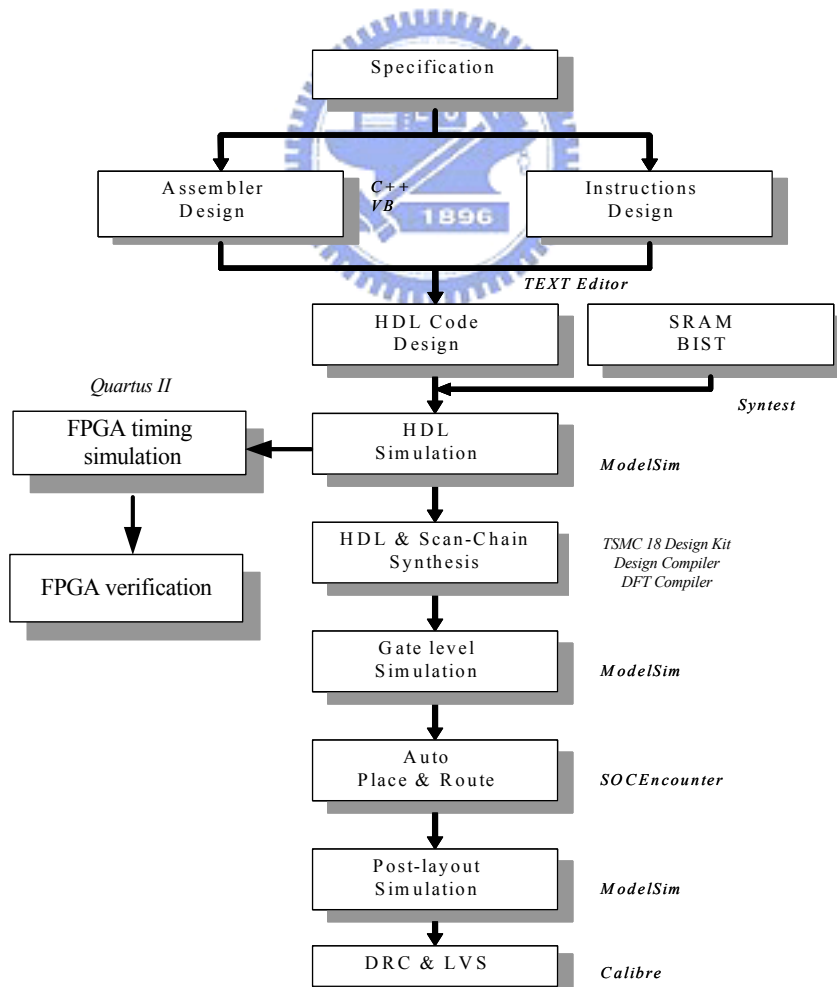 Specification
Assembler
Design
C++
VB
Instructions
Design
1896
TEXT Editor
HDL Code
Design
SRAM
BIST
Quartus II
Syntest
FPGA timing
simulation
HDL
Simulation
ModelSim
HDL & Scan-Chain
Synthesis
TSMC 18 Design Kit
Design Compiler
DFT Compiler
FPGA verification
Gate level
Simulation
ModelSim
Auto
Place & Route
SOCEncounter
Post-layout
Simulation
ModelSim
DRC & LVS
Calibre